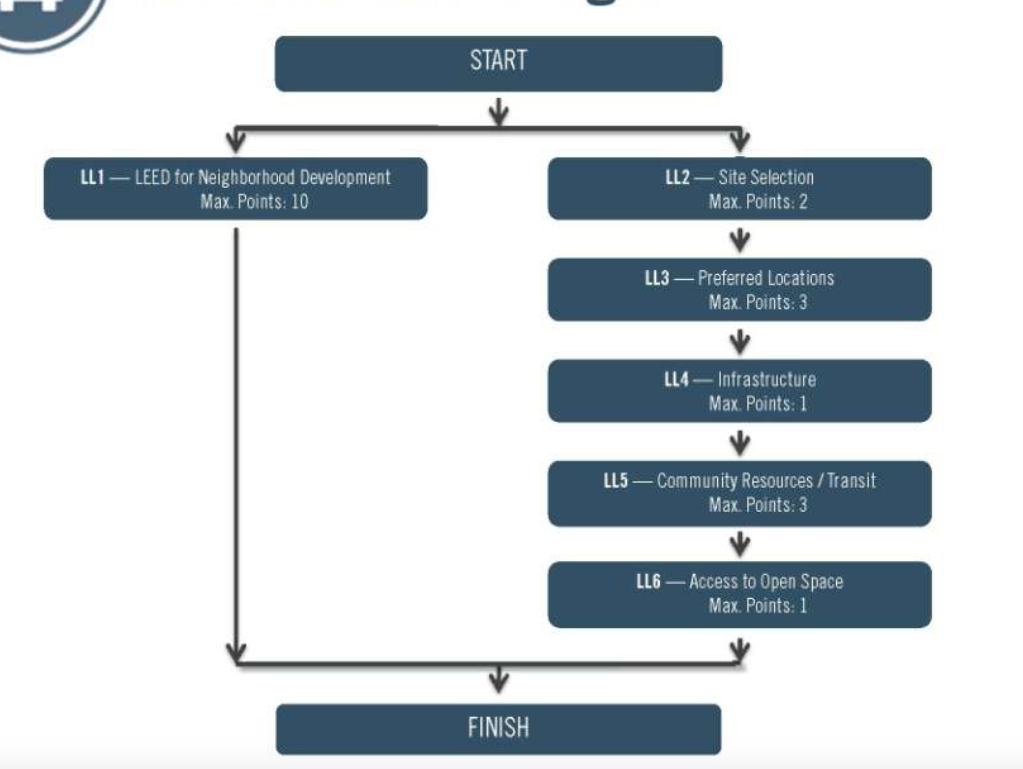 START
LL1 — LEED for Neighborhood Development
Max. Points: 10
LL2 — Site Selection
Max. Points: 2
LL3 — Preferred Locations
Max. Points: 3
LL4 — Infrastructure
Max. Points: 1
LL5 — Community Resources / Transit
Max. Points: 3
LL6 — Access to Open Space
Max. Points: 1
FINISH